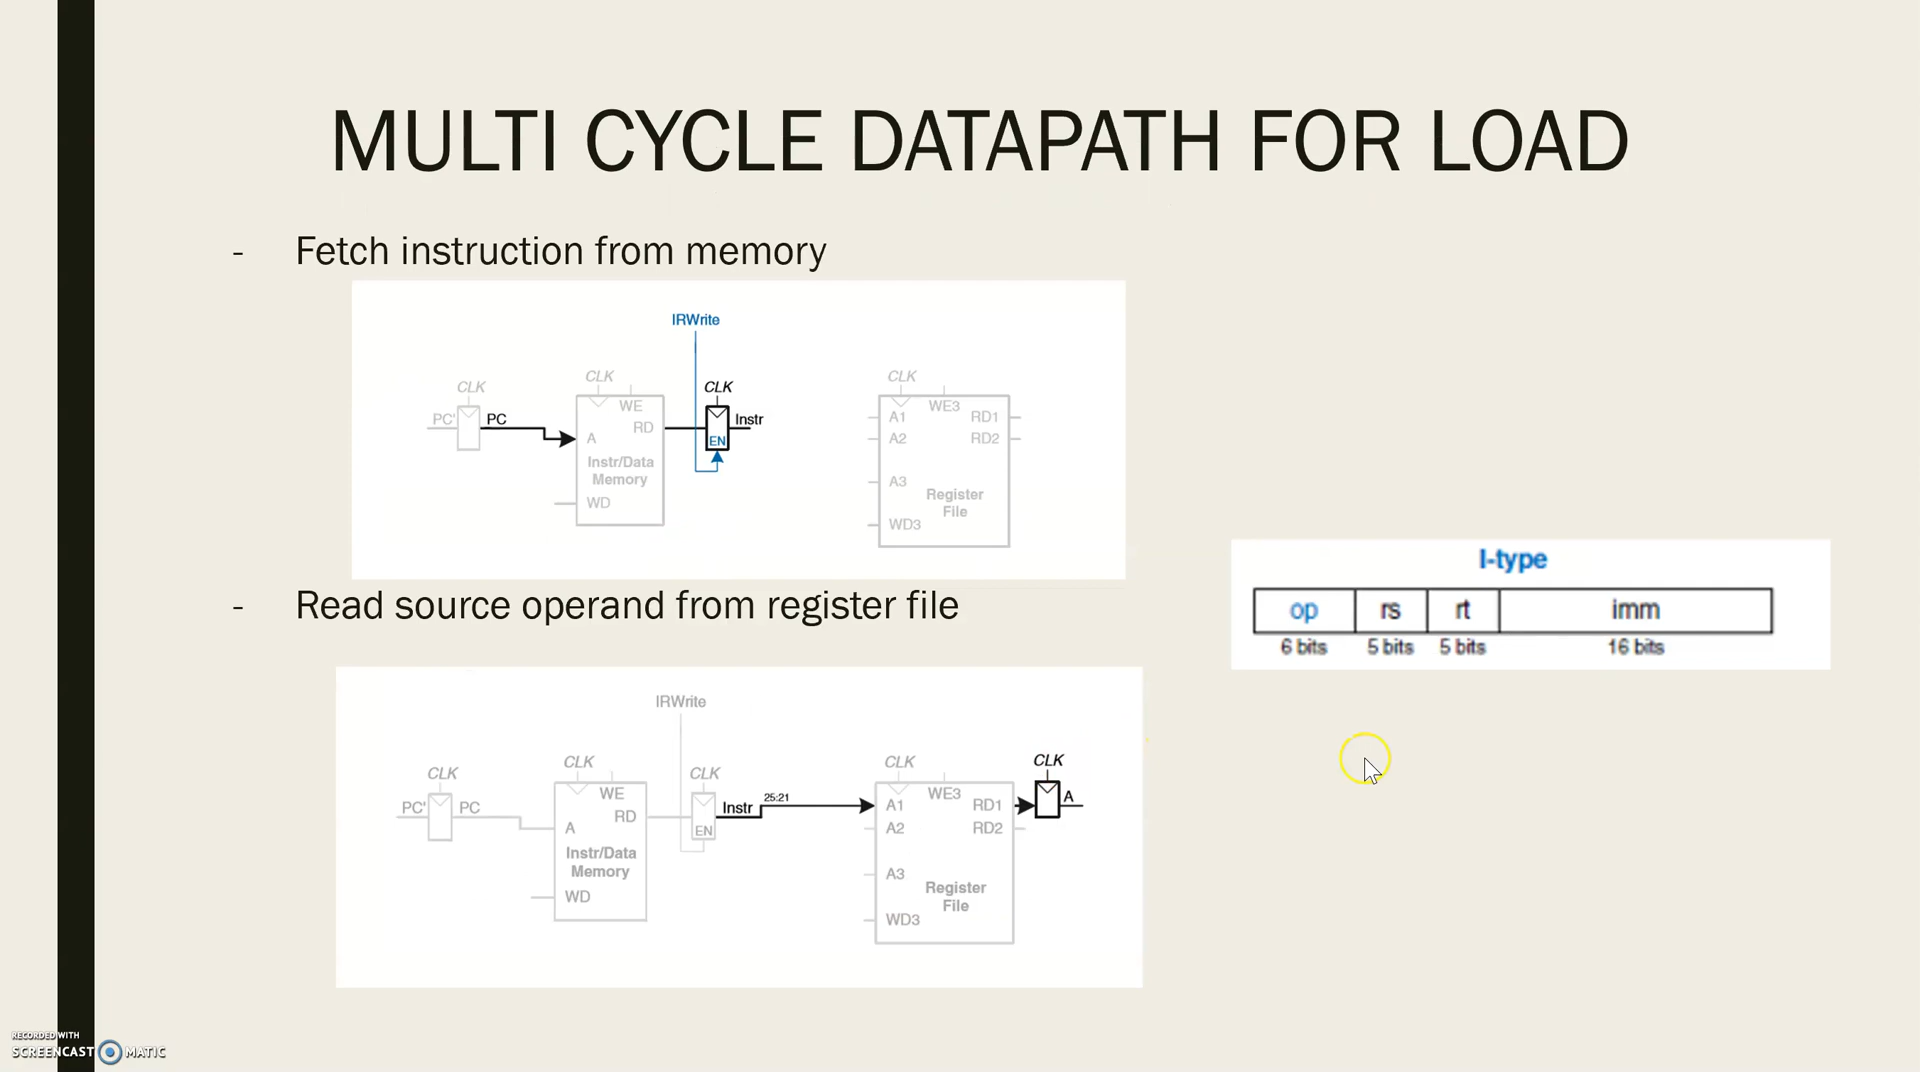 MULTI CYCLE DATAPATH FOR LOAD
- Fetch instruction from memory
IRWrite
CLK
CLK
CLK
CLK
PC'
PC
WE
RD
A
Instr/Data
Memory
WD
EN
Instr
A1
WE3
RD1
A2
RD2
A3
Register
File
WD3
I-type
op rs rt imm
6 bits 5 bits 5 bits 16 bits
- Read source operand from register file
IRWrite
CLK
CLK
CLK
CLK
CLK
PC'
PC
WE
RD
A
Instr/Data
Memory
WD
EN
Instr
25:21
A1
WE3
RD1
A2
RD2
A3
Register
File
WD3
A
RECORDED WITH
SCREENCAST MATIC